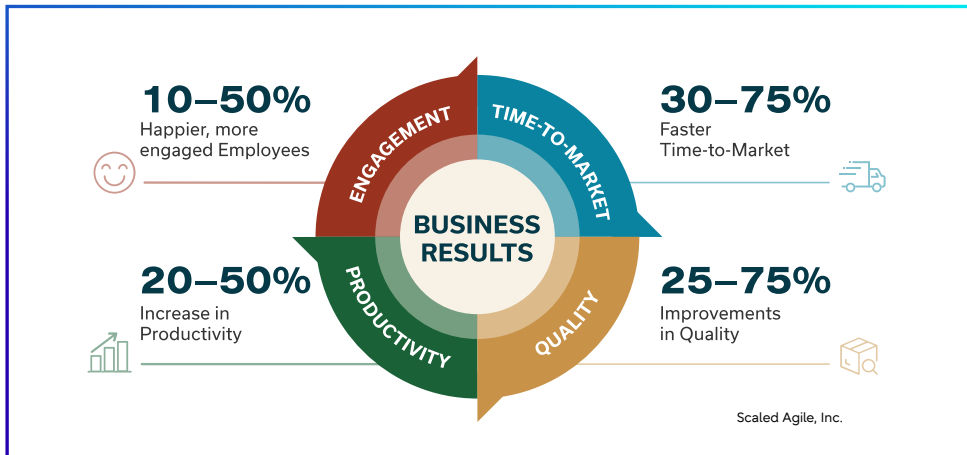 10–50%
Happier, more
engaged Employees
30–75%
Faster
Time-to-Market
ENGAGEMENT
TIME-TO-MARKET
BUSINESS
RESULTS
20–50%
Increase in
Productivity
25–75%
Improvements
in Quality
PRODUCTIVITY
QUALITY
Scaled Agile, Inc.